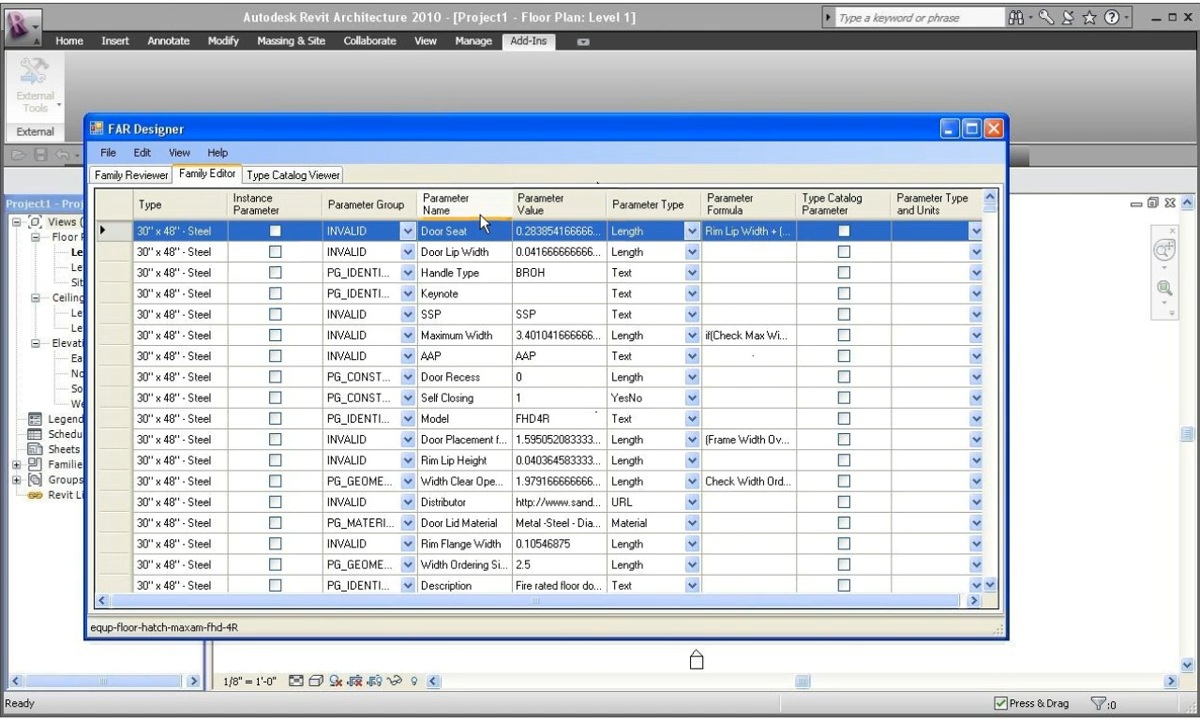 Autodesk Revit Architecture 2010 - [Project1 - Floor Plan: Level 1]
Type a keyword or phrase
Home Insert Annotate Modify Massing & Site Collaborate View Manage Add-Ins
External
Tools
External
FAR Designer
File Edit View Help
Family Reviewer Family Editor Type Catalog Viewer
Type Instance Parameter Parameter Group Parameter Name Parameter Value Parameter Type Parameter Formula Type Catalog Parameter Parameter Type and Units
30" x 48" - Steel INVALID Door Seat 0.283854166666... Length Rim Lip Width + (...
30" x 48" - Steel INVALID Door Lip Width 0.041666666666... Length
30" x 48" - Steel PG_IDENTI... Handle Type BROH Text
30" x 48" - Steel PG_IDENTI... Keynote Text
30" x 48" - Steel INVALID SSP SSP Text
30" x 48" - Steel INVALID Maximum Width 3.401041666666... Length if(Check Max Wi...
30" x 48" - Steel INVALID AAP AAP Text
30" x 48" - Steel PG_CONST... Door Recess 0 Length
30" x 48" - Steel PG_CONST... Self Closing 1 YesNo
30" x 48" - Steel PG_IDENTI... Model FHD4R Text
30" x 48" - Steel INVALID Door Placement f... 1.595052083333... Length (Frame Width Ov...
30" x 48" - Steel INVALID Rim Lip Height 0.040364583333... Length
30" x 48" - Steel PG_GEOME... Width Clear Ope... 1.979166666666... Length Check Width Ord...
30" x 48" - Steel INVALID Distributor http://www.sand... URL
30" x 48" - Steel PG_MATERI... Door Lid Material Metal -Steel - Dia... Material
30" x 48" - Steel INVALID Rim Flange Width 0.10546875 Length
30" x 48" - Steel PG_GEOME... Width Ordering Si... 2.5 Length
30" x 48" - Steel PG_IDENTI... Description Fire rated floor do... Text
equp-floor-hatch-maxam-fhd-4R
Project1 - Proj
Views (
Floor P
Le
Le
Sit
Ceiling
Le
Le
Elevati
Ea
No
So
We
Legend
Schedu
Sheets
Familie
Groups
Revit Li
1/8" = 1'-0"
Ready
Press & Drag
:0